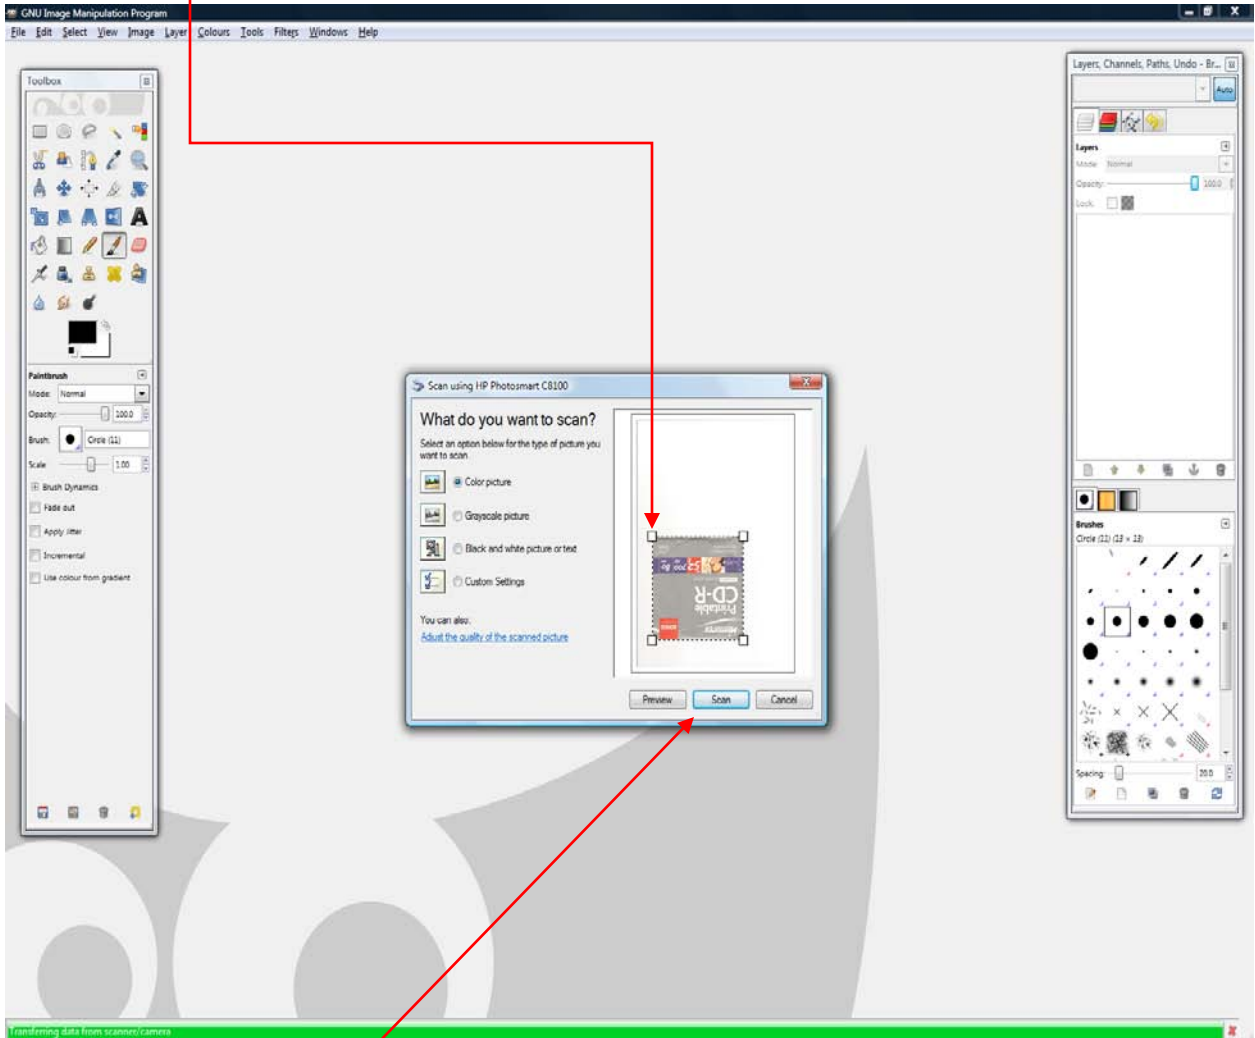 GNU Image Manipulation Program
File Edit Select View Image Layer Colours Tools Filters Windows Help
Toolbox
Paintbrush
Mode: Normal
Opacity: 100.0
Brush: Circle (11)
Scale 1.00
Brush Dynamics
Fade out
Apply Jitter
Incremental
Use colour from gradient
Scan using HP Photosmart C8100
What do you want to scan?
Select an option below for the type of picture you
want to scan.
Color picture
Grayscale picture
Black and white picture or text
Custom Settings
You can also:
Adjust the quality of the scanned picture
Printable
CD-R
52x
700
80
Preview Scan Cancel
Layers, Channels, Paths, Undo - Br...
Auto
Layers
Mode: Normal
Opacity: 100.0
Lock:
Brushes
Circle (11) (13 × 13)
Spacing: 20.0
Transferring data from scanner/camera